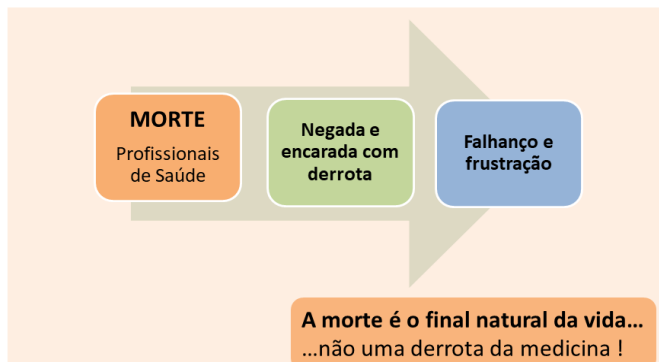 MORTE
Profissionais
de Saúde
Negada e
encarada com
derrota
Falhanço e
frustração
A morte é o final natural da vida...
...não uma derrota da medicina !